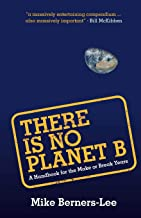 "a massively entertaining compendium ...
also massively important" - Bill McKibben
THERE
IS NO
PLANET B
A Handbook for the Make or Break Years
Mike Berners-Lee